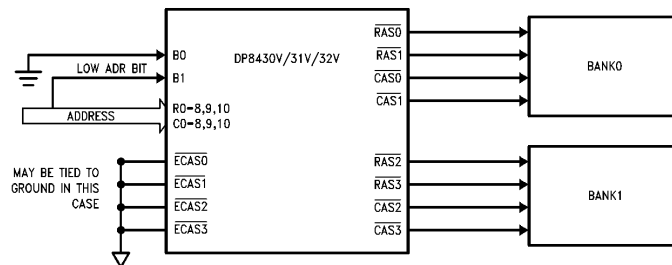 B0
LOW ADR BIT
B1
ADDRESS
R0=8,9,10
C0=8,9,10
MAY BE TIED TO
GROUND IN THIS
CASE
ECAS0
ECAS1
ECAS2
ECAS3
DP8430V/31V/32V
RAS0
RAS1
CAS0
CAS1
RAS2
RAS3
CAS2
CAS3
BANK0
BANK1